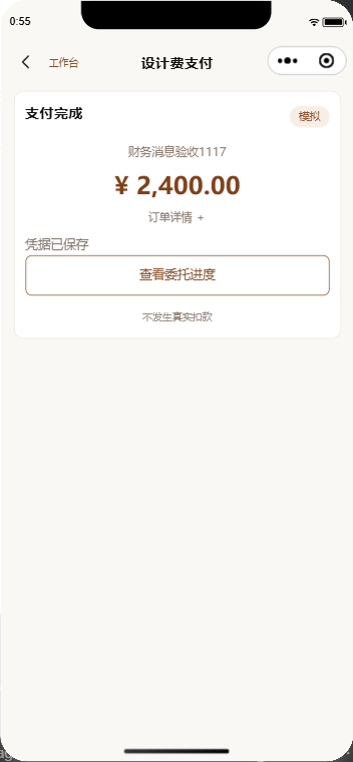 0:55
工作台
设计费支付
支付完成
模拟
财务消息验收1117
¥ 2,400.00
订单详情 +
凭据已保存
查看委托进度
不发生真实扣款